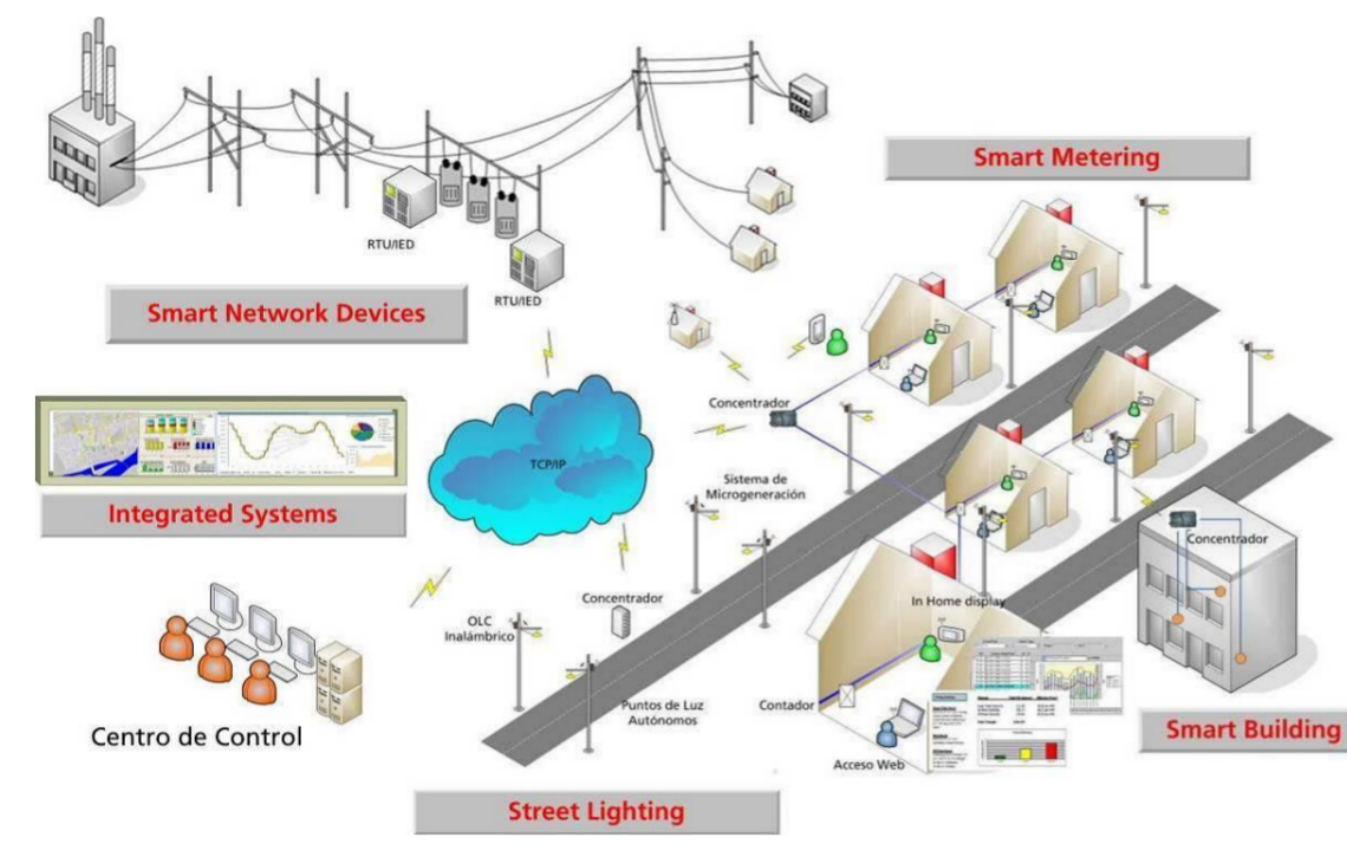 Smart Metering
RTU/IED
RTU/IED
Smart Network Devices
Concentrador
TCP/IP
Sistema de
Microgeneración
Integrated Systems
Concentrador
Concentrador
In Home display
OLC
Inalámbrico
Puntos de Luz
Autónomos
Contador
Smart Building
Centro de Control
Acceso Web
Street Lighting